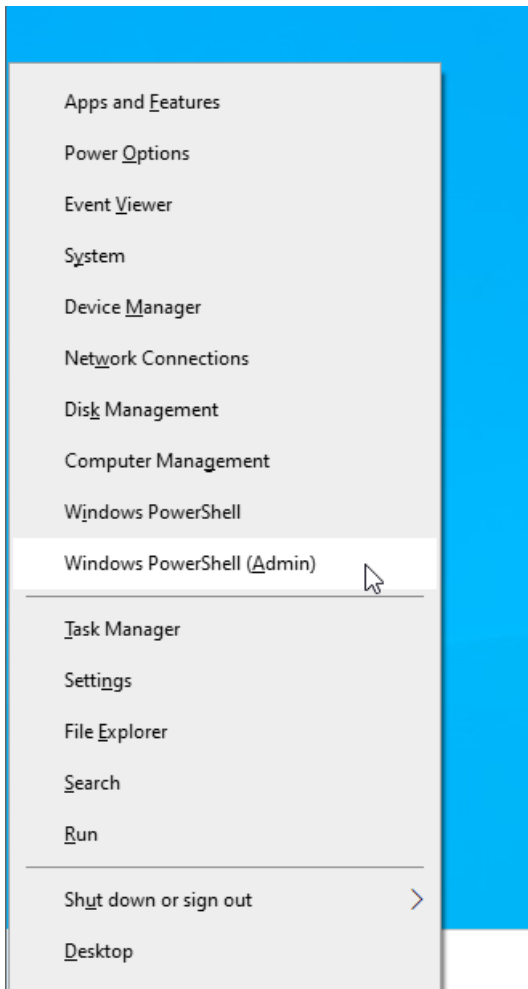 Apps and Features
Power Options
Event Viewer
System
Device Manager
Network Connections
Disk Management
Computer Management
Windows PowerShell
Windows PowerShell (Admin)
Task Manager
Settings
File Explorer
Search
Run
Shut down or sign out
Desktop